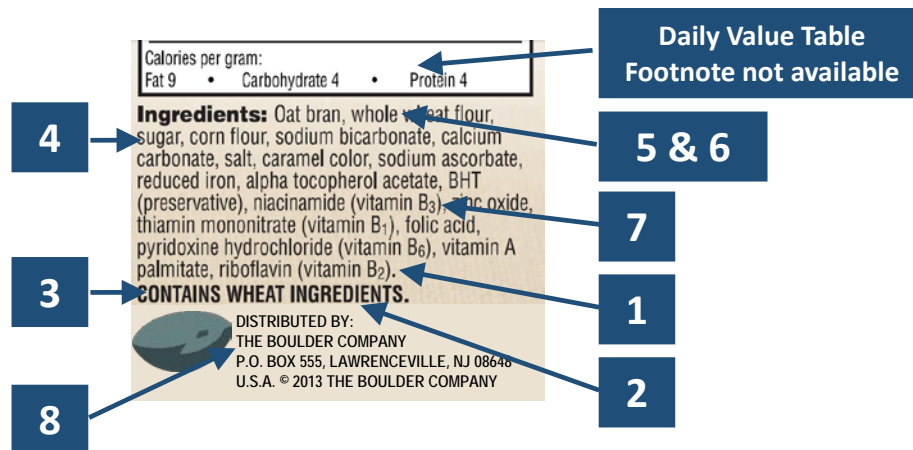 Daily Value Table
Footnote not available
Calories per gram:
Fat 9 • Carbohydrate 4 • Protein 4
Ingredients: Oat bran, whole wheat flour,
sugar, corn flour, sodium bicarbonate, calcium
carbonate, salt, caramel color, sodium ascorbate,
reduced iron, alpha tocopherol acetate, BHT
(preservative), niacinamide (vitamin B₃), zinc oxide,
thiamin mononitrate (vitamin B₁), folic acid,
pyridoxine hydrochloride (vitamin B₆), vitamin A
palmitate, riboflavin (vitamin B₂).
CONTAINS WHEAT INGREDIENTS.
DISTRIBUTED BY:
THE BOULDER COMPANY
P.O. BOX 555, LAWRENCEVILLE, NJ 08648
U.S.A. © 2013 THE BOULDER COMPANY
4
5 & 6
7
3
1
2
8